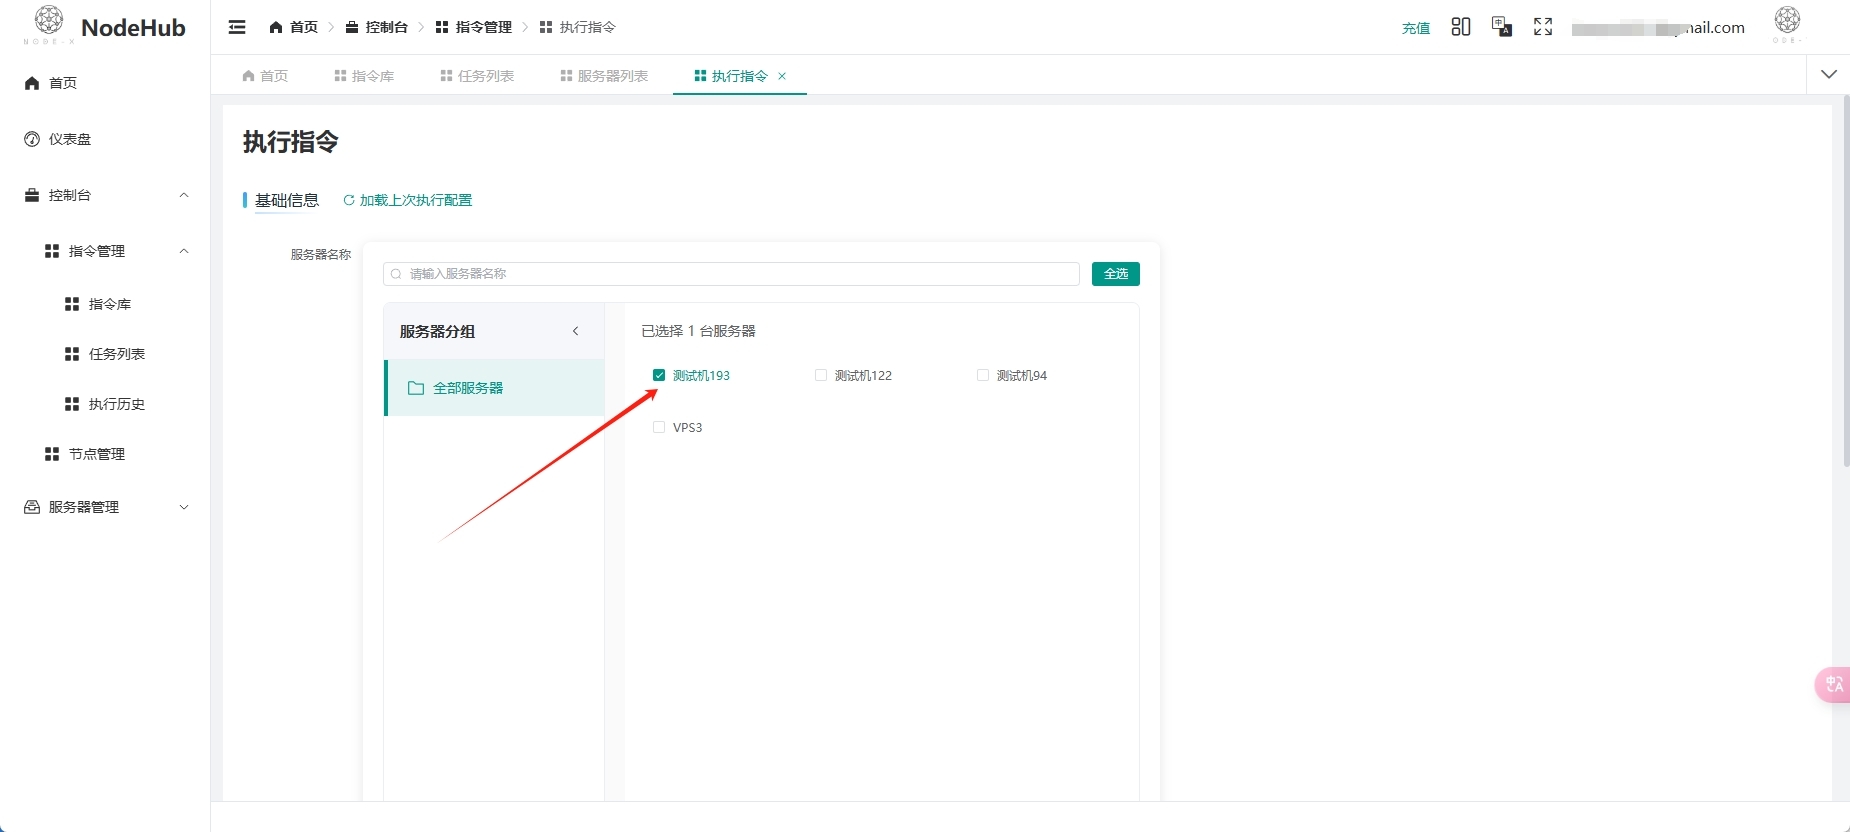 NODE-X
NodeHub
首页
控制台
指令管理
执行指令
充值
中
A
mail.com
ODE-
首页
指令库
任务列表
服务器列表
执行指令
首页
仪表盘
控制台
指令管理
指令库
任务列表
执行历史
节点管理
服务器管理
执行指令
基础信息
加载上次执行配置
服务器名称
请输入服务器名称
全选
服务器分组
全部服务器
已选择 1 台服务器
测试机193
测试机122
测试机94
VPS3
中
A